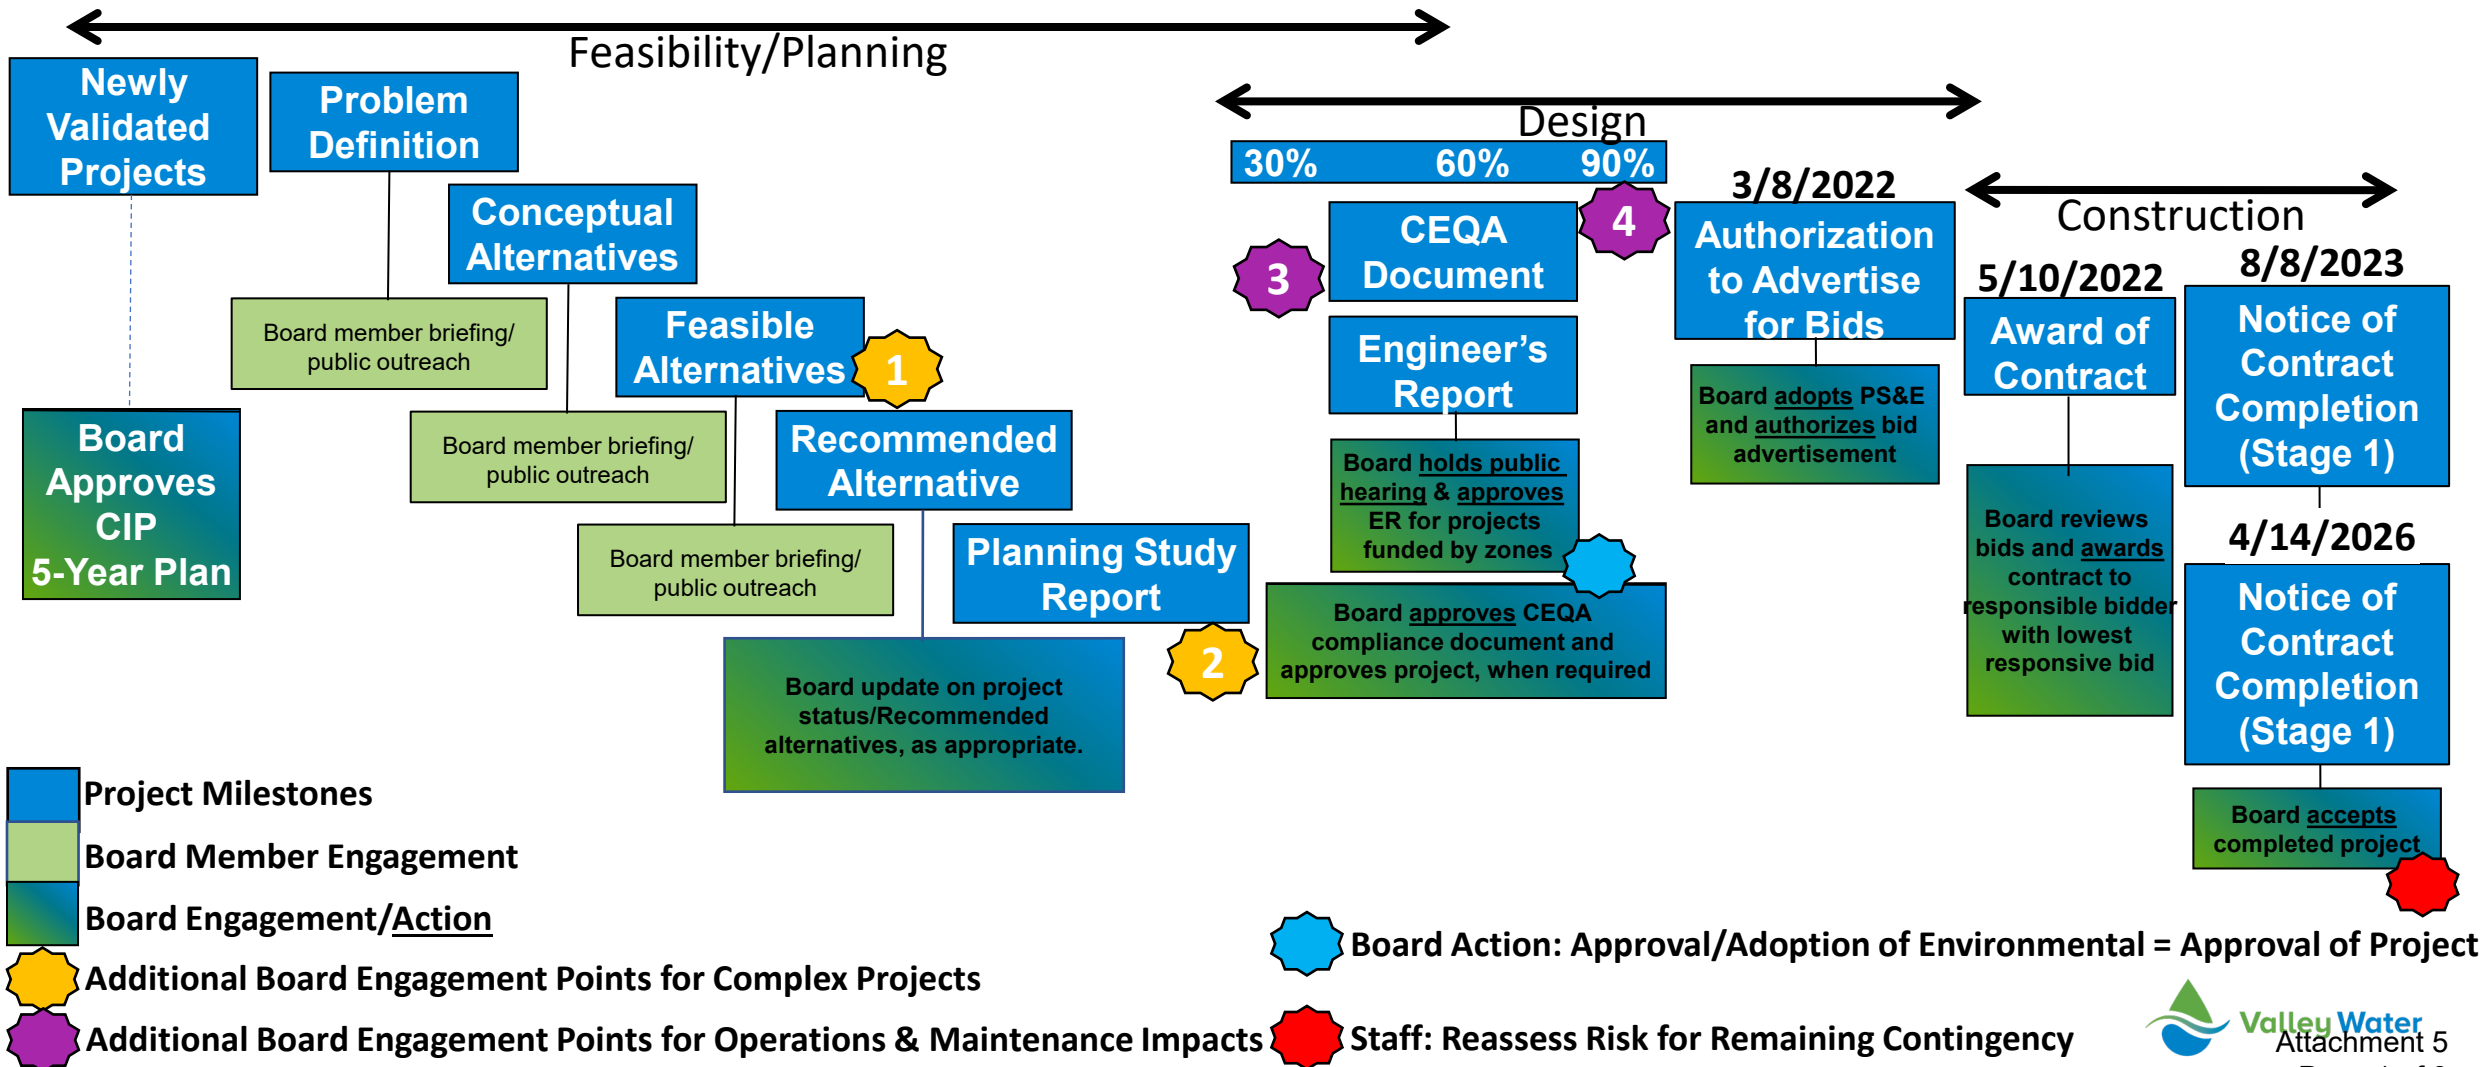 Feasibility/Planning
Newly
Validated
Projects
Problem
Definition
Conceptual
Alternatives
Board member briefing/
public outreach
Feasible
Alternatives
1
Board
Approves
CIP
5-Year Plan
Board member briefing/
public outreach
Recommended
Alternative
Board member briefing/
public outreach
Planning Study
Report
2
Board update on project
status/Recommended
alternatives, as appropriate.
Design
30% 60% 90%
CEQA
Document
3
4
Engineer's
Report
Board holds public
hearing & approves
ER for projects
funded by zones
Board approves CEQA
compliance document and
approves project, when required
3/8/2022
Authorization
to Advertise
for Bids
Board adopts PS&E
and authorizes bid
advertisement
Construction
5/10/2022
Award of
Contract
Board reviews
bids and awards
contract to
responsible bidder
with lowest
responsive bid
8/8/2023
Notice of
Contract
Completion
(Stage 1)
4/14/2026
Notice of
Contract
Completion
(Stage 1)
Board accepts
completed project
Project Milestones
Board Member Engagement
Board Engagement/Action
Additional Board Engagement Points for Complex Projects
Additional Board Engagement Points for Operations & Maintenance Impacts
Board Action: Approval/Adoption of Environmental = Approval of Project
Staff: Reassess Risk for Remaining Contingency
Valley Water
Attachment 5